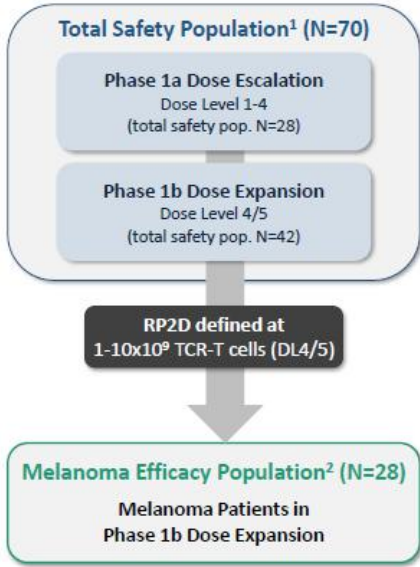 Total Safety Population¹ (N=70)
Phase 1a Dose Escalation
Dose Level 1-4
(total safety pop. N=28)
Phase 1b Dose Expansion
Dose Level 4/5
(total safety pop. N=42)
RP2D defined at
1-10x10⁹ TCR-T cells (DL4/5)
Melanoma Efficacy Population² (N=28)
Melanoma Patients in
Phase 1b Dose Expansion